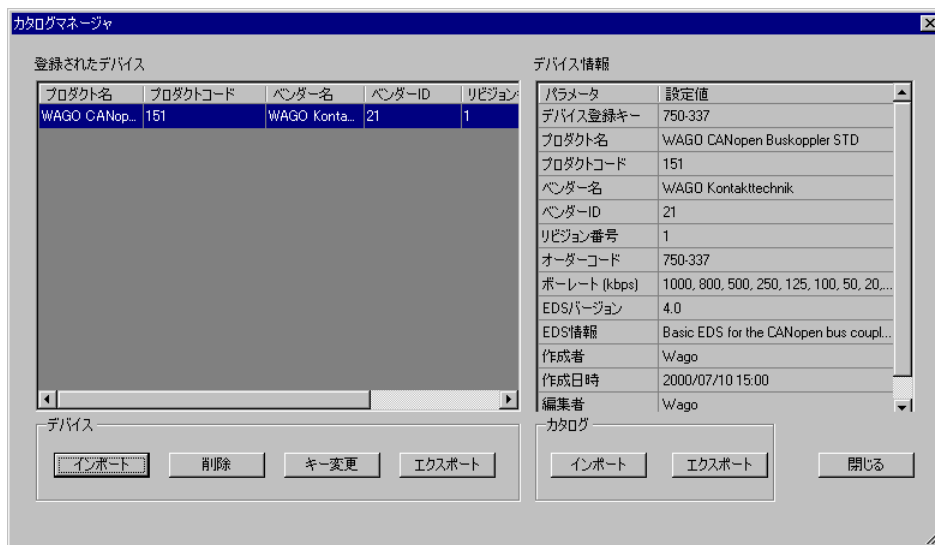 カタログマネージャ
登録されたデバイス
プロダクト名 プロダクトコード ベンダー名 ベンダーID リビジョン
WAGO CANop... 151 WAGO Konta... 21 1
デバイス情報
パラメータ 設定値
デバイス登録キー 750-337
プロダクト名 WAGO CANopen Buskoppler STD
プロダクトコード 151
ベンダー名 WAGO Kontakttechnik
ベンダーID 21
リビジョン番号 1
オーダーコード 750-337
ボーレート (kbps) 1000, 800, 500, 250, 125, 100, 50, 20,...
EDSバージョン 4.0
EDS情報 Basic EDS for the CANopen bus coupl...
作成者 Wago
作成日時 2000/07/10 15:00
編集者 Wago
デバイス
インポート 削除 キー変更 エクスポート
カタログ
インポート エクスポート
閉じる